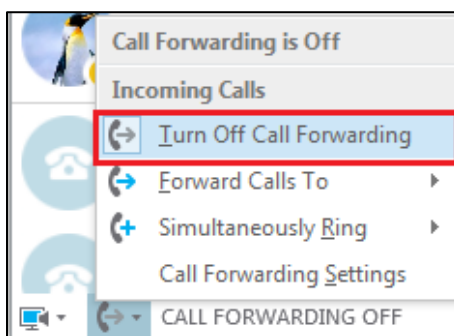 Call Forwarding is Off
Incoming Calls
Turn Off Call Forwarding
Forward Calls To
Simultaneously Ring
Call Forwarding Settings
CALL FORWARDING OFF